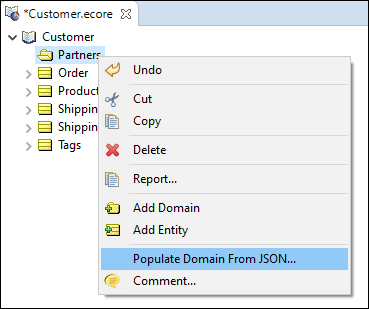 *Customer.ecore
Customer
Partners
Order
Product
Shippin
Shippin
Tags
Undo
Cut
Copy
Delete
Report...
Add Domain
Add Entity
Populate Domain From JSON...
Comment...